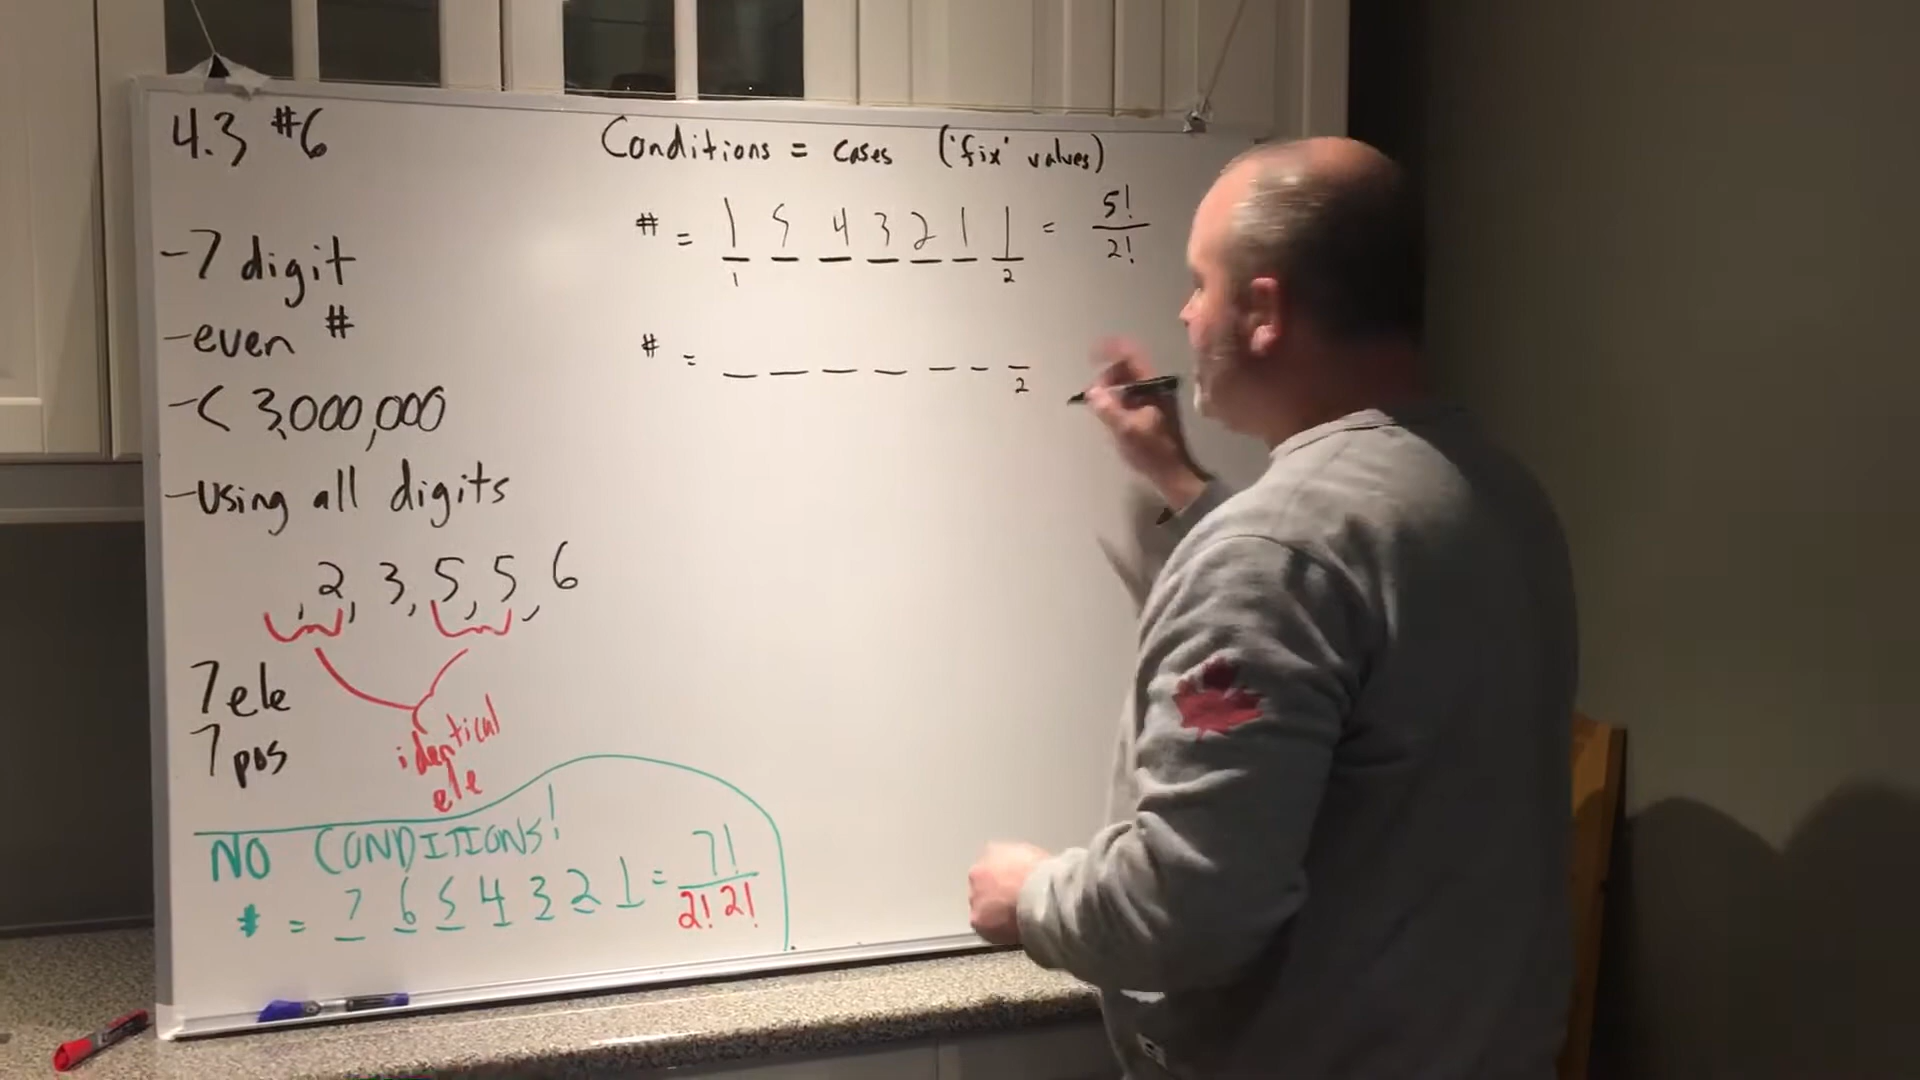 4.3 #6
-7 digit
-even #
-< 3,000,000
-using all digits
, 2, 3, 5, 5, 6
7 ele
7 pos
identical
ele
NO CONDITIONS!
# = 7 6 5 4 3 2 1 = 7!
2! 2!
Conditions = cases ('fix' values)
# = 1 5 4 3 2 1 1 = 5!
2!
1 2
# = _ _ _ _ _ _ _
2